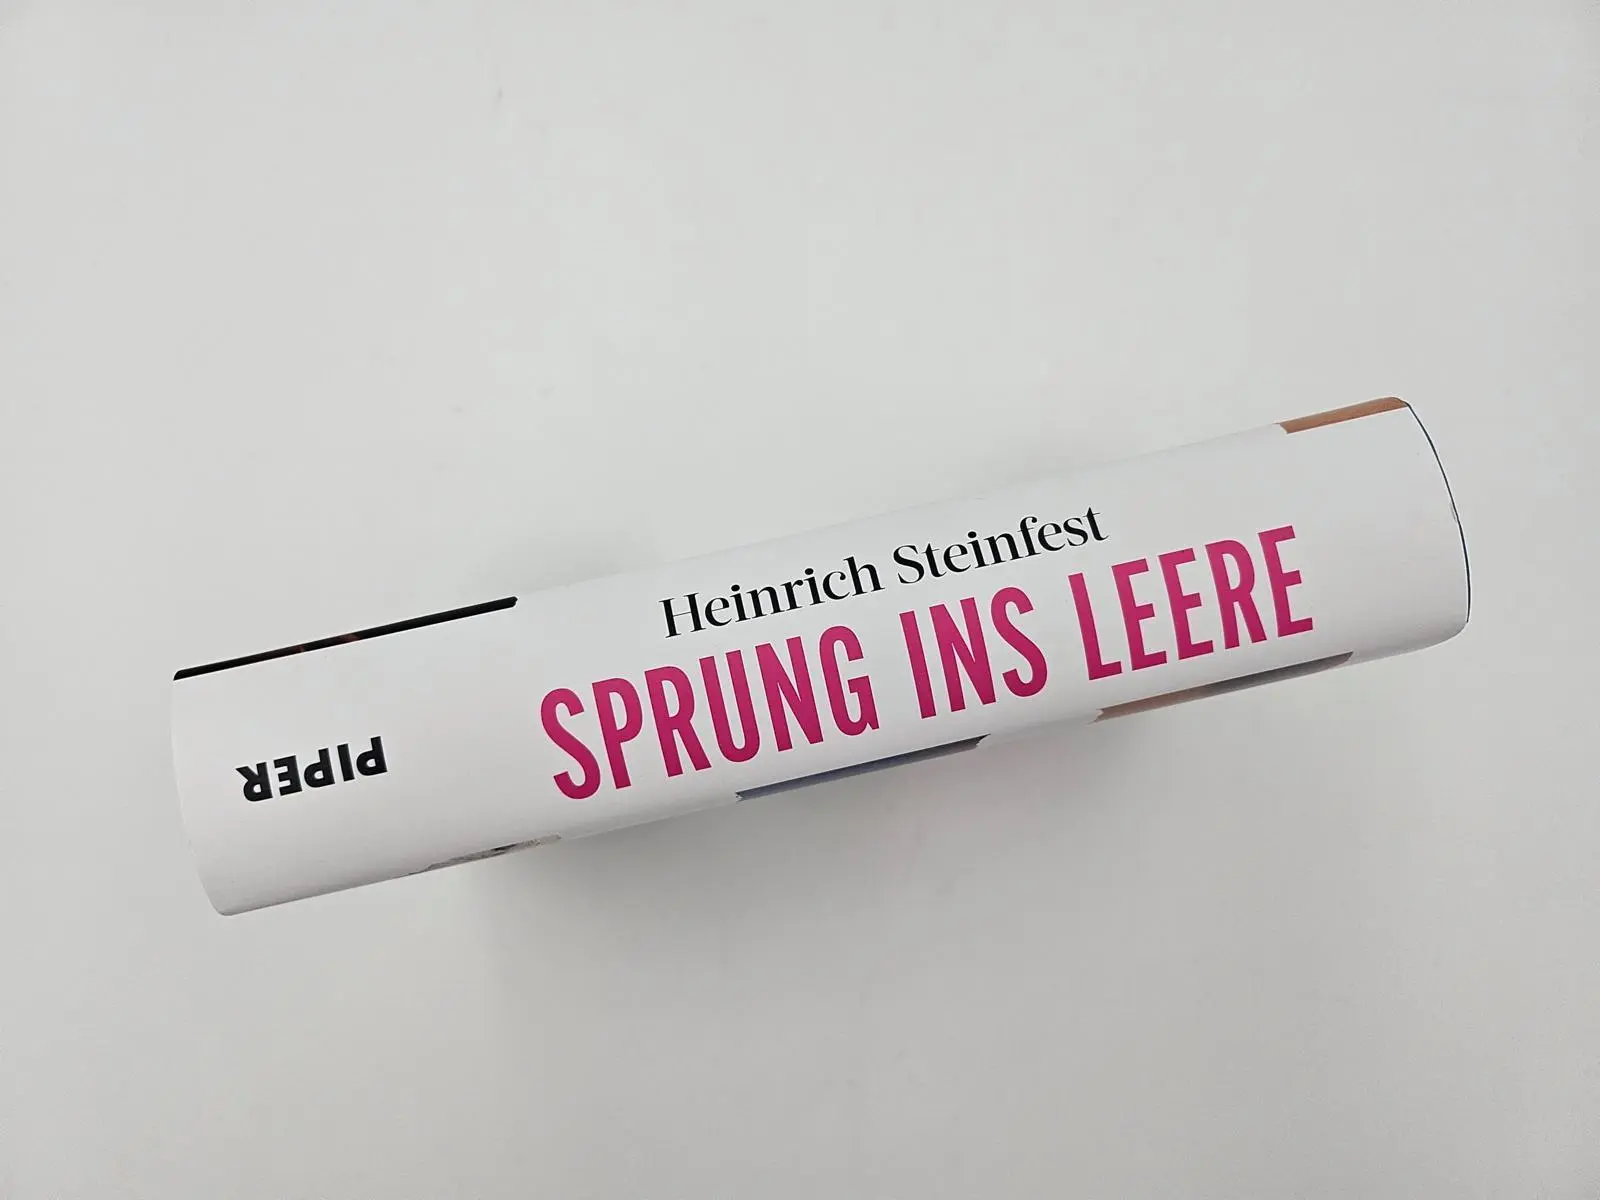 Heinrich Steinfest
SPRUNG INS LEERE
PIPER